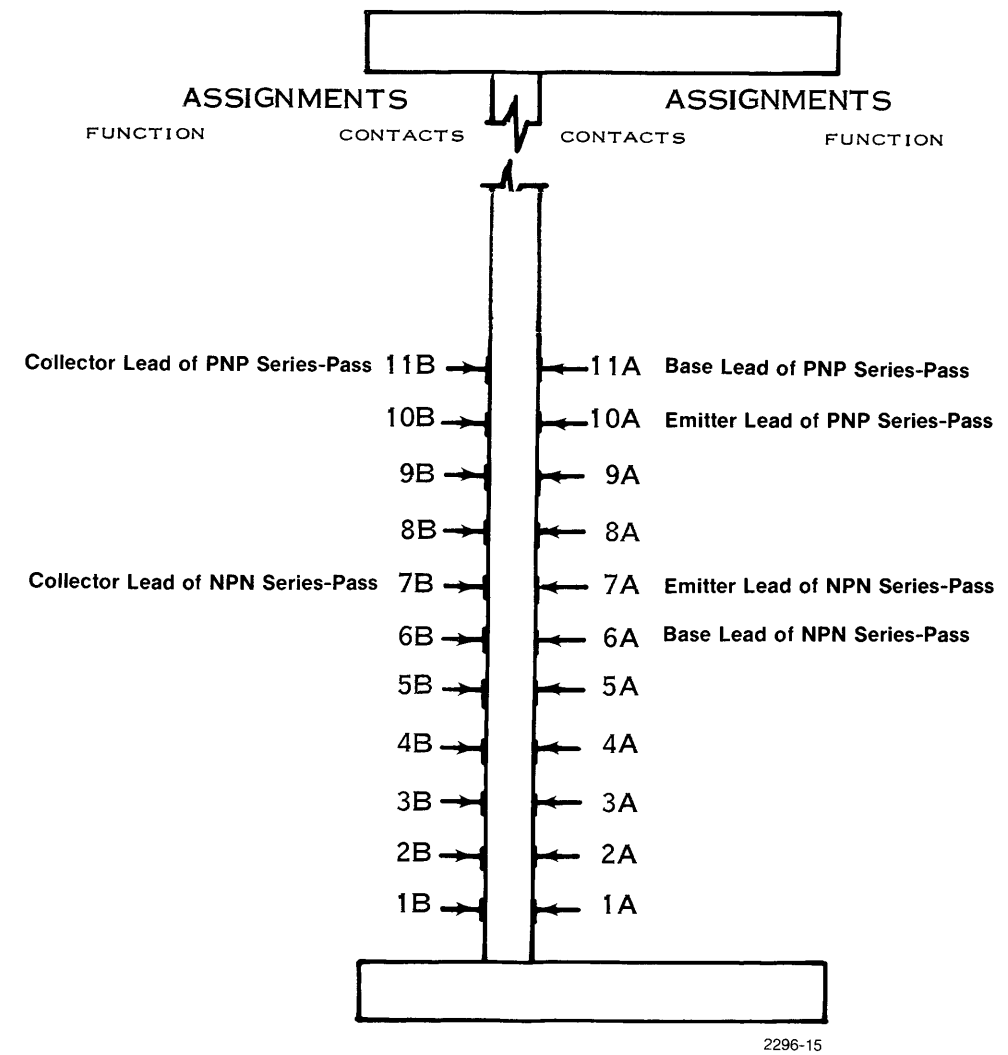 ASSIGNMENTS ASSIGNMENTS
FUNCTION CONTACTS CONTACTS FUNCTION
Collector Lead of PNP Series-Pass 11B 11A Base Lead of PNP Series-Pass
10B 10A Emitter Lead of PNP Series-Pass
9B 9A
8B 8A
Collector Lead of NPN Series-Pass 7B 7A Emitter Lead of NPN Series-Pass
6B 6A Base Lead of NPN Series-Pass
5B 5A
4B 4A
3B 3A
2B 2A
1B 1A
2296-15